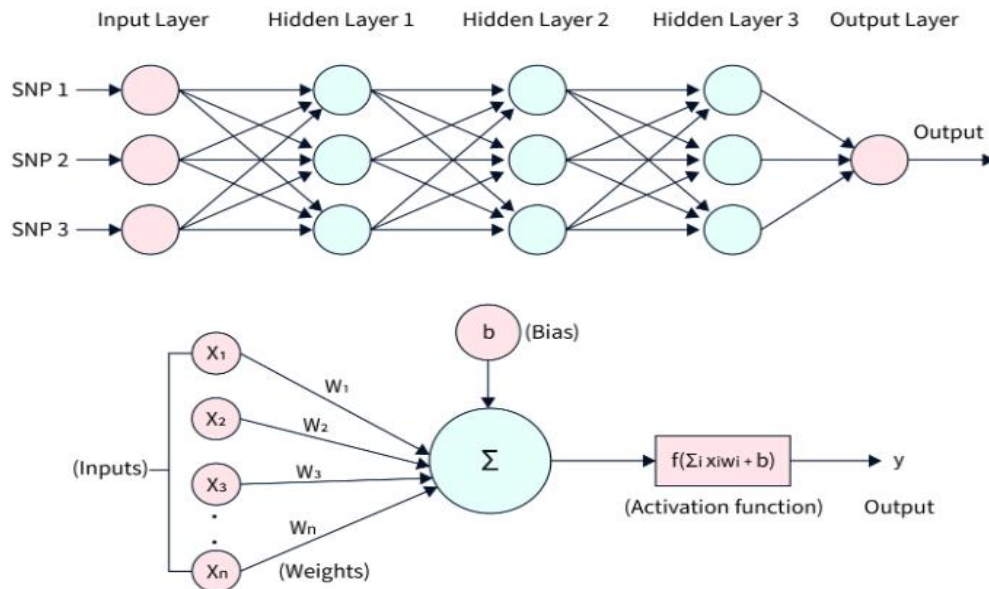 Input Layer Hidden Layer 1 Hidden Layer 2 Hidden Layer 3 Output Layer
SNP 1
SNP 2
Output
SNP 3
b (Bias)
X₁
W₁
X₂
W₂
(Inputs)
X₃
W₃
Σ
f(Σi xiwi + b)
y
(Activation function)
Output
Wn
Xn
(Weights)